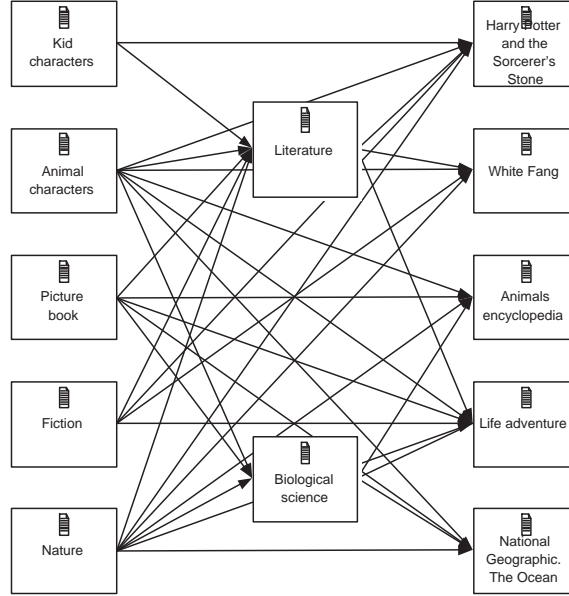 Kid
characters
Harry Potter
and the
Sorcerer's
Stone
Literature
Animal
characters
White Fang
Picture
book
Animals
encyclopedia
Fiction
Life adventure
Biological
science
Nature
National
Geographic.
The Ocean